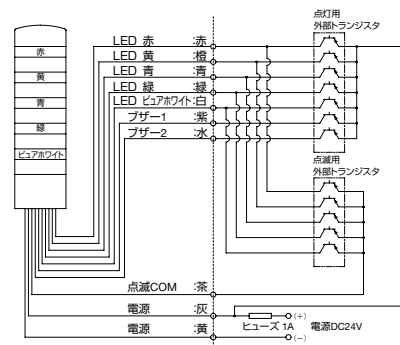 赤
黄
青
緑
ピュアホワイト
LED 赤 :赤
LED 黄 :橙
LED 青 :青
LED 緑 :緑
LED ピュアホワイト:白
ブザー1 :紫
ブザー2 :水
点滅COM :茶
電源 :灰
電源 :黄
点灯用
外部トランジスタ
点滅用
外部トランジスタ
ヒューズ 1A
(+)
(−)
電源DC24V